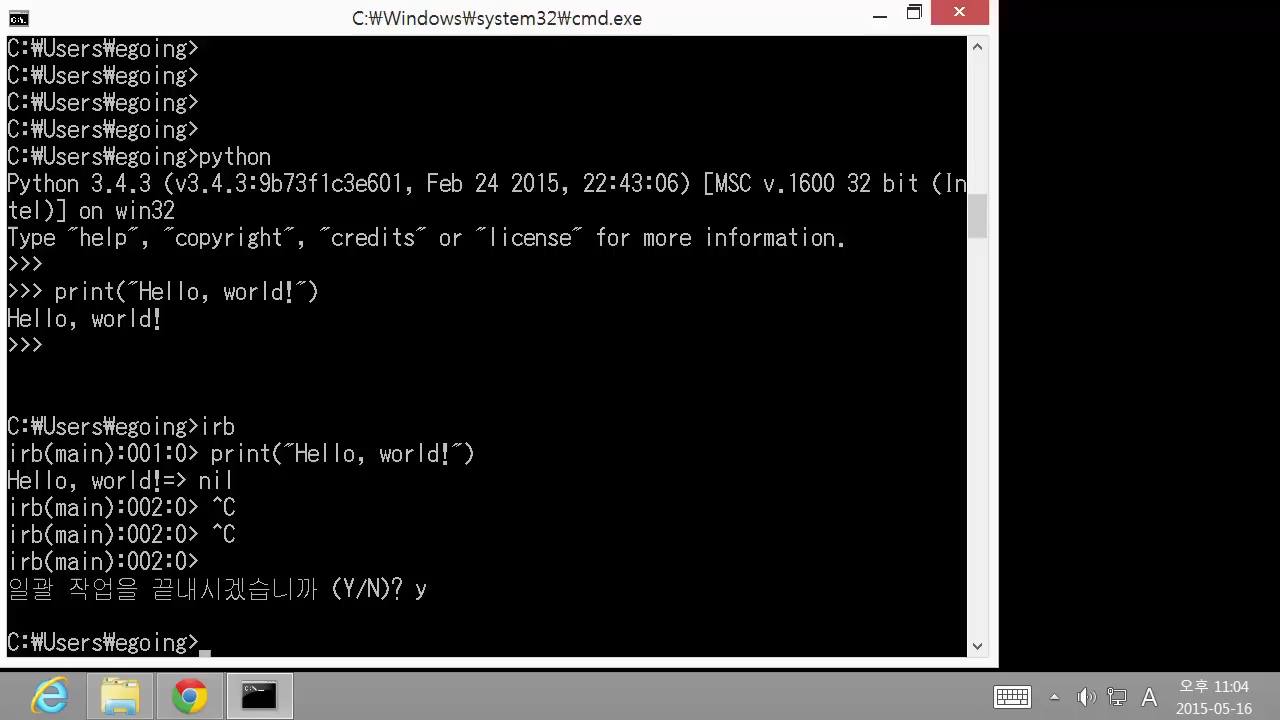 C:₩Windows₩system32₩cmd.exe
C:₩Users₩egoing>
C:₩Users₩egoing>
C:₩Users₩egoing>
C:₩Users₩egoing>
C:₩Users₩egoing>python
Python 3.4.3 (v3.4.3:9b73f1c3e601, Feb 24 2015, 22:43:06) [MSC v.1600 32 bit (In
tel)] on win32
Type "help", "copyright", "credits" or "license" for more information.
>>>
>>> print("Hello, world!")
Hello, world!
>>>
C:₩Users₩egoing>irb
irb(main):001:0> print("Hello, world!")
Hello, world!=> nil
irb(main):002:0> ^C
irb(main):002:0> ^C
irb(main):002:0>
일괄 작업을 끝내시겠습니까 (Y/N)? y
C:₩Users₩egoing>
A
오후 11:04
2015-05-16